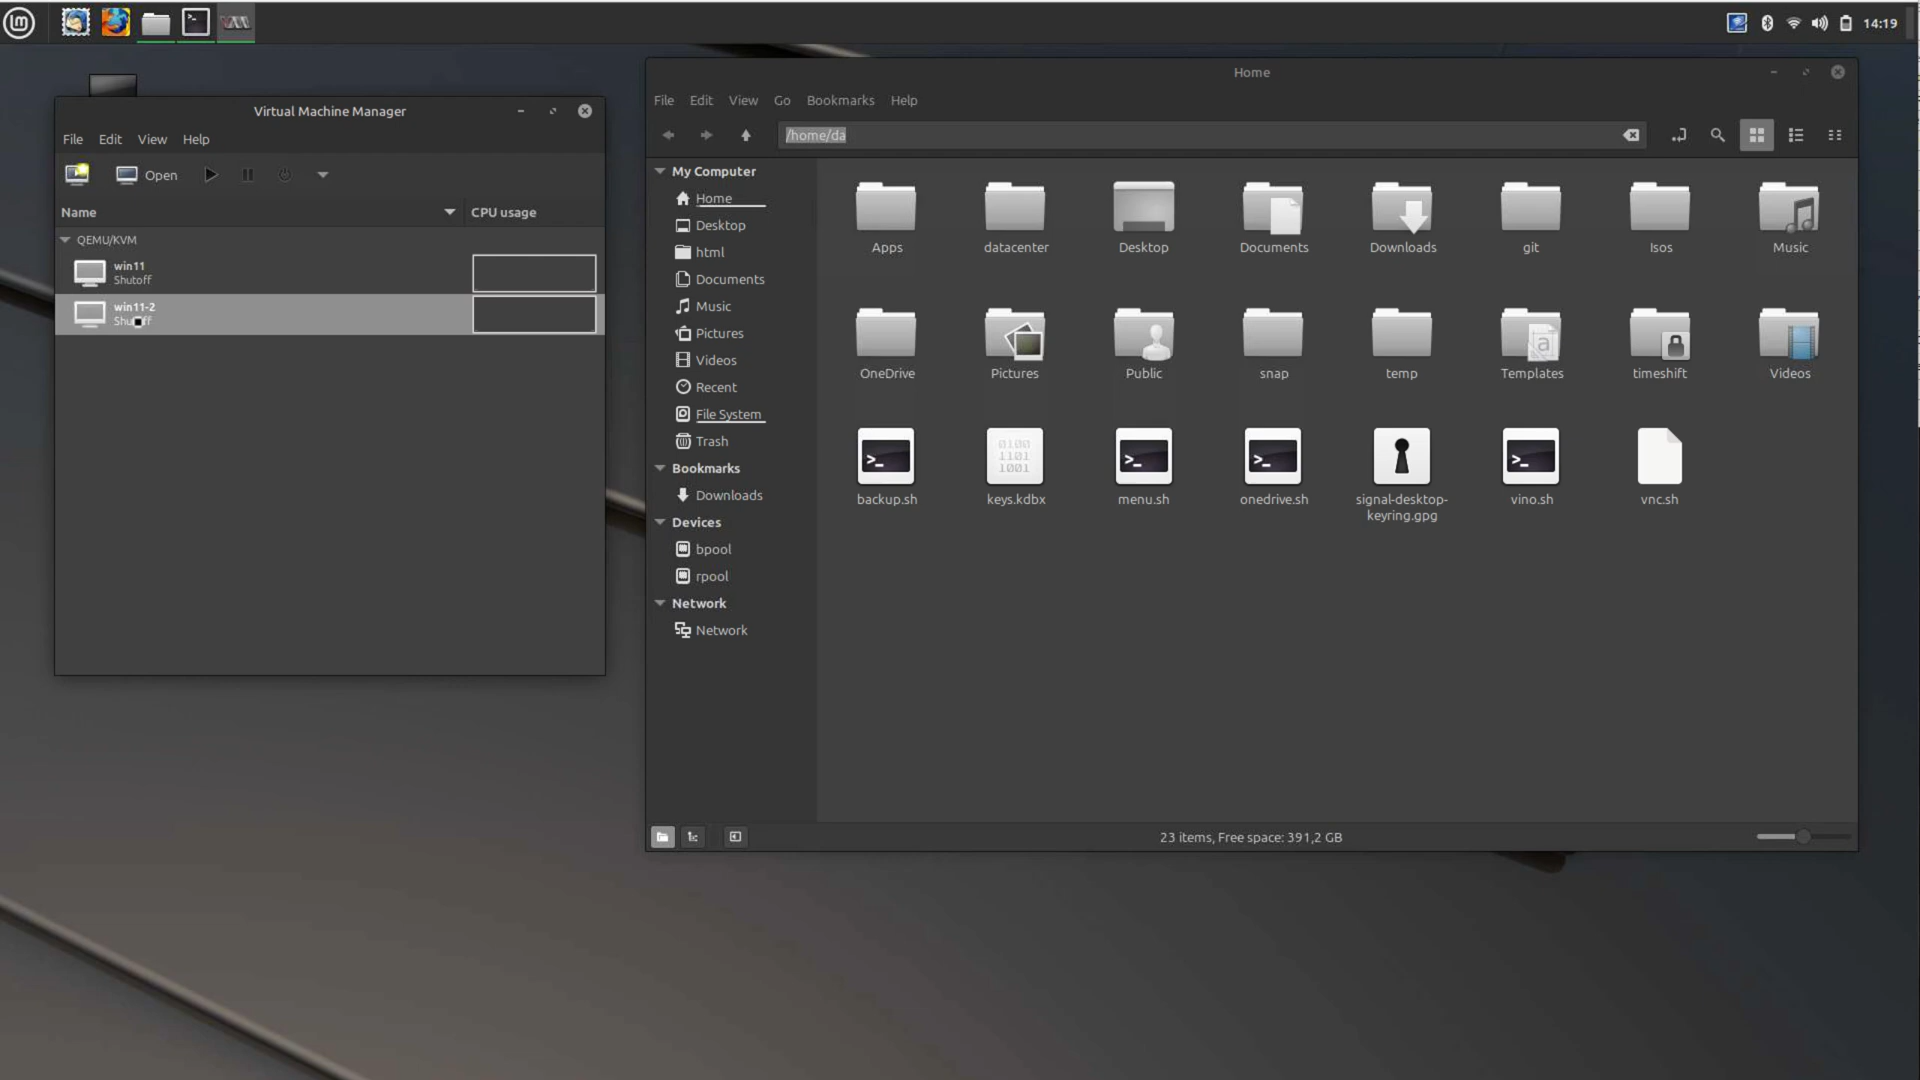 14:19
Virtual Machine Manager
File Edit View Help
Open
Name CPU usage
QEMU/KVM
win11
Shutoff
win11-2
Home
File Edit View Go Bookmarks Help
/home/da
My Computer
Home
Desktop
html
Documents
Music
Pictures
Videos
Recent
File System
Trash
Bookmarks
Downloads
Devices
bpool
rpool
Network
Network
Apps datacenter Desktop Documents Downloads git Isos Music
OneDrive Pictures Public snap temp Templates timeshift Videos
backup.sh keys.kdbx menu.sh onedrive.sh signal-desktop- vino.sh vnc.sh
keyring.gpg
23 items, Free space: 391,2 GB